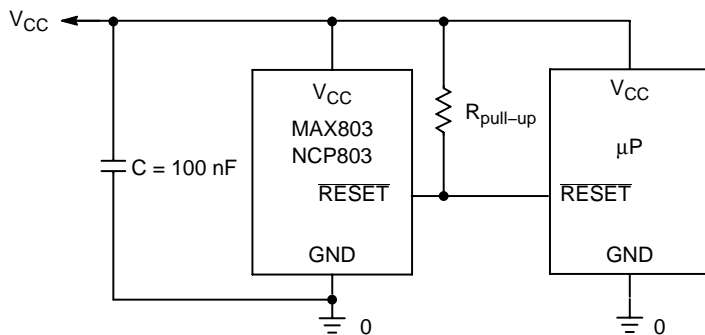 VCC
VCC
MAX803
NCP803
RESET
GND
C = 100 nF
Rpull–up
VCC
μP
RESET
GND
0
0